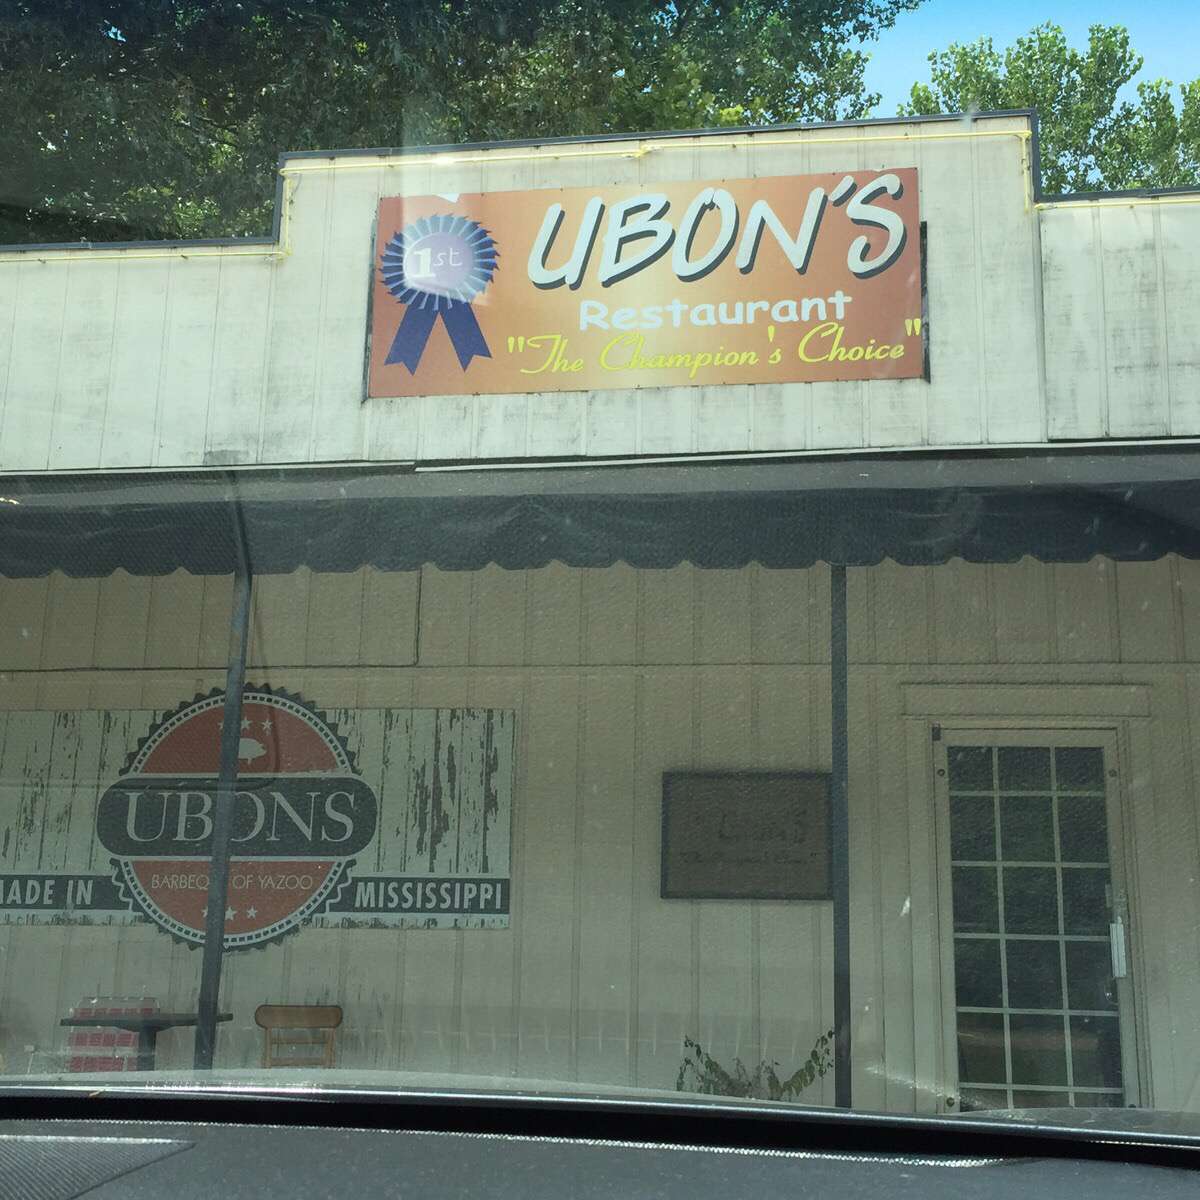 1st
UBON'S
Restaurant
"The Champion's Choice"
UBONS
BARBEQUE OF YAZOO
MADE IN
MISSISSIPPI